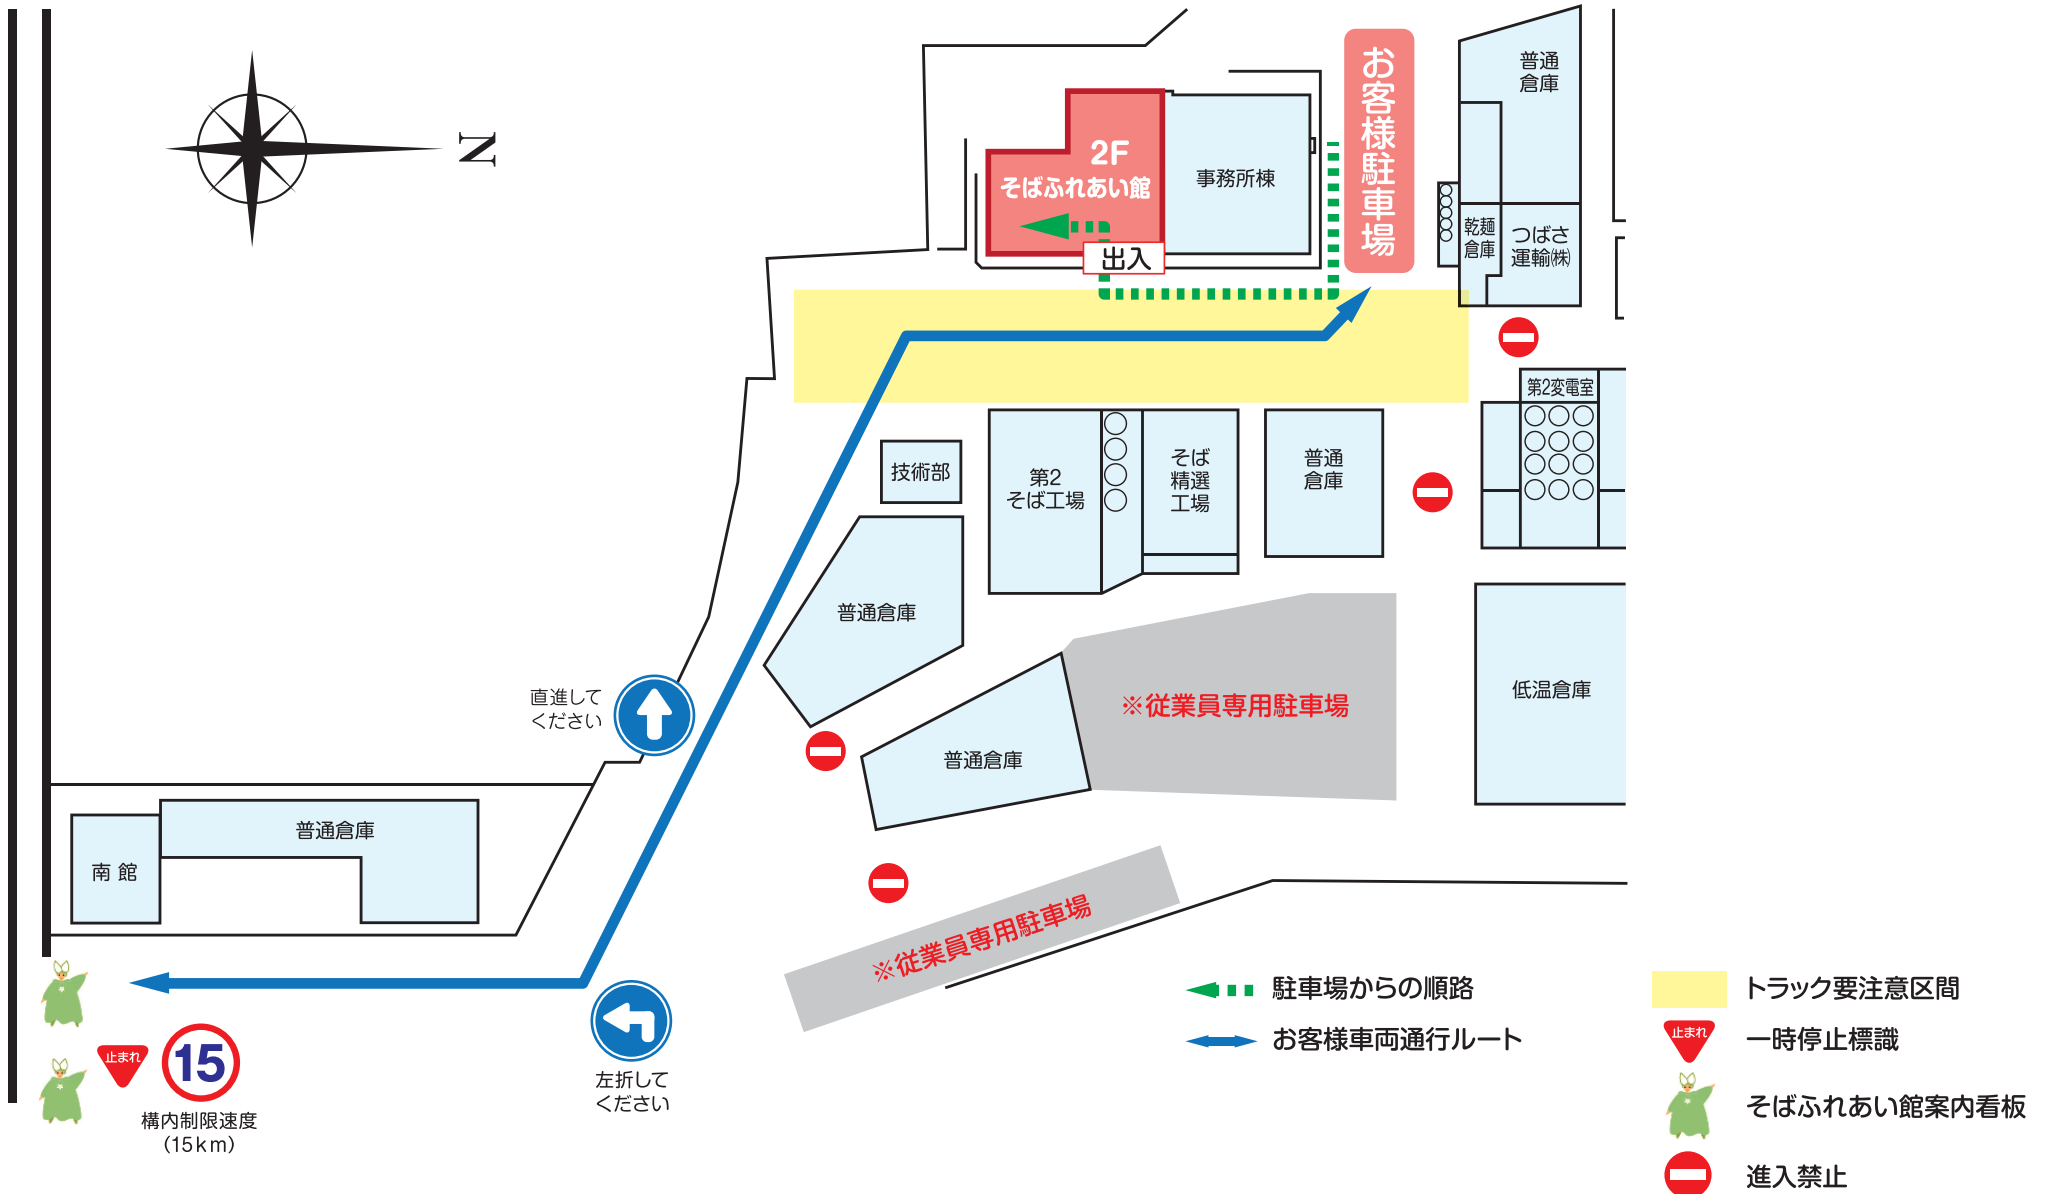 N
2F
そばふれあい館
出入
事務所棟
お客様駐車場
普通
倉庫
乾麺
倉庫
つばさ
運輸㈱
第2変電室
技術部
第2
そば工場
そば
精選
工場
普通
倉庫
普通倉庫
※従業員専用駐車場
低温倉庫
直進して
ください
普通倉庫
普通倉庫
南 館
※従業員専用駐車場
止まれ
15
構内制限速度
(15km)
左折して
ください
駐車場からの順路
お客様車両通行ルート
トラック要注意区間
止まれ
一時停止標識
そばふれあい館案内看板
進入禁止